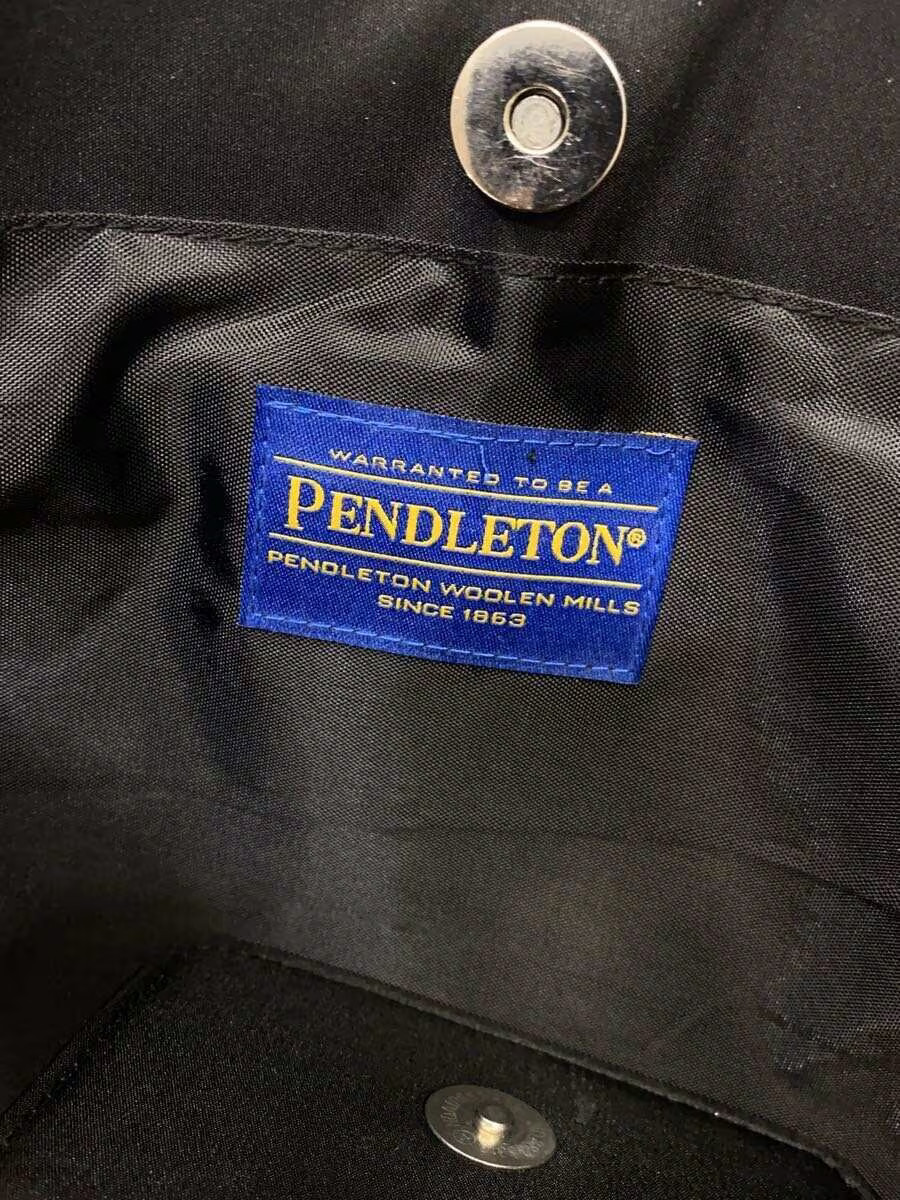 WARRANTED TO BE A
PENDLETON®
PENDLETON WOOLEN MILLS
SINCE 1863